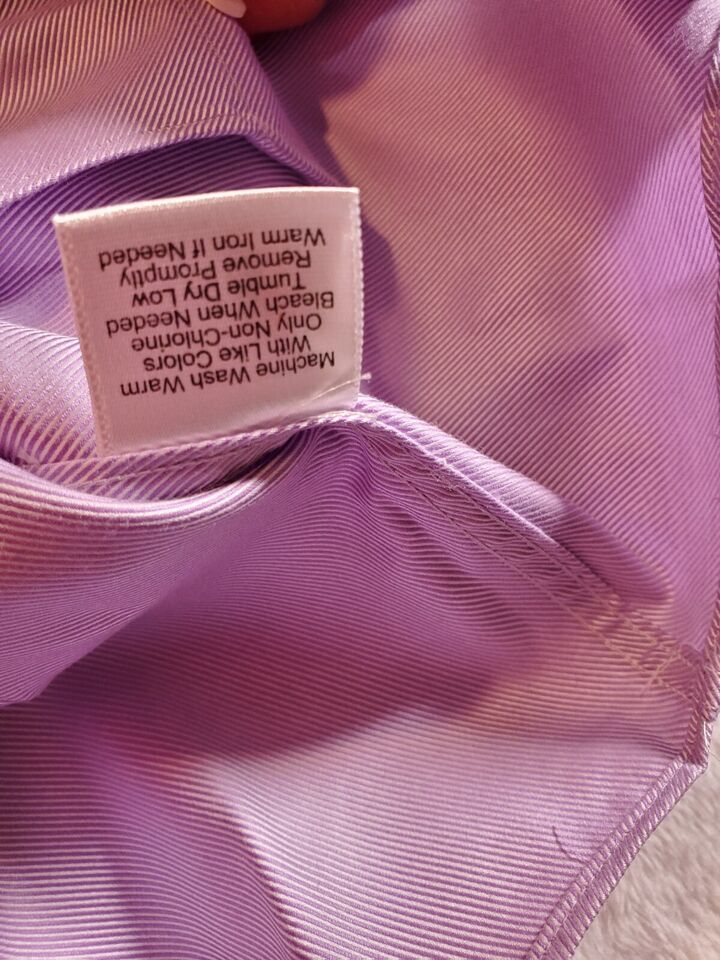 Machine Wash Warm
With Like Colors
Only Non-Chlorine
Bleach When Needed
Tumble Dry Low
Remove Promptly
Warm Iron If Needed